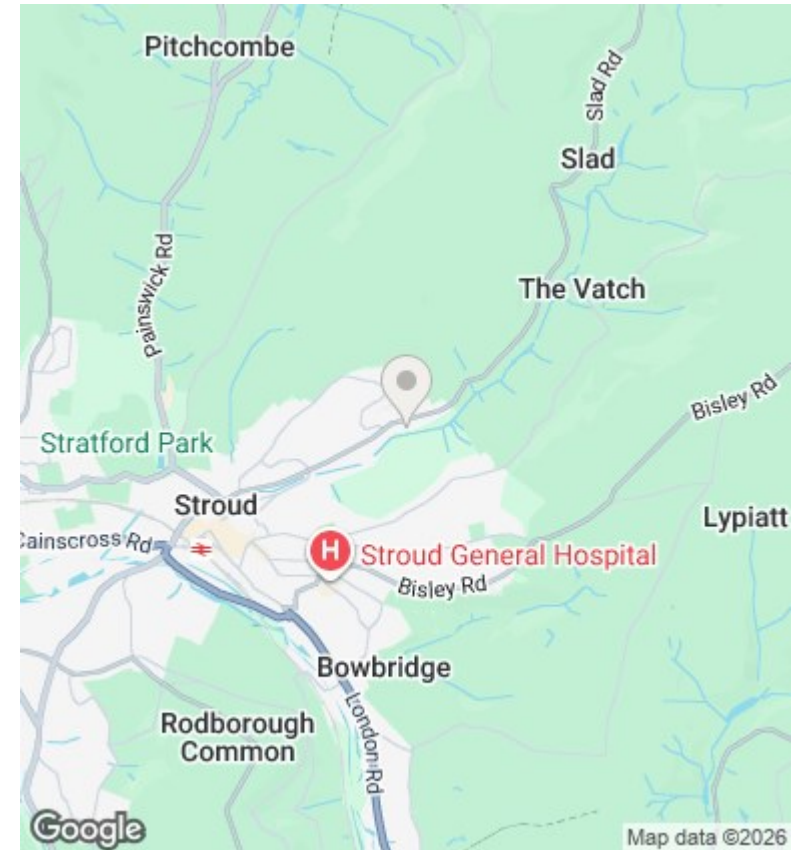 Pitchcombe
Slad Rd
Slad
The Vatch
Painswick Rd
Bisley Rd
Stratford Park
Stroud
Lypiatt
Cainscross Rd
H
Stroud General Hospital
Bisley Rd
Bowbridge
London Rd
Rodborough
Common
Google
Map data ©2026